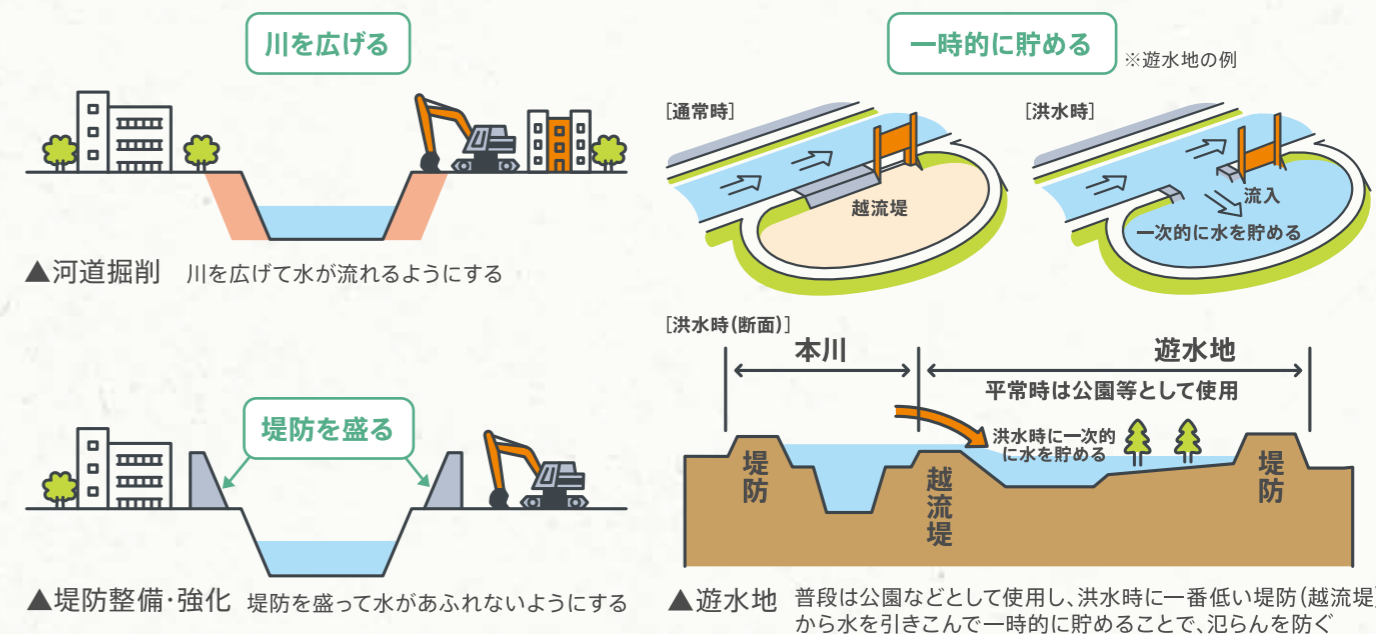 川を広げる
▲河道掘削 川を広げて水が流れるようにする
堤防を盛る
▲堤防整備・強化 堤防を盛って水があふれないようにする
一時的に貯める
※遊水地の例
[通常時]
越流堤
[洪水時]
流入
一次的に水を貯める
[洪水時(断面)]
本川
遊水地
平常時は公園等として使用
洪水時に一次的
に水を貯める
堤防
越流堤
堤防
▲遊水地 普段は公園などとして使用し、洪水時に一番低い堤防(越流堤)
から水を引きこんで一時的に貯めることで、氾らんを防ぐ